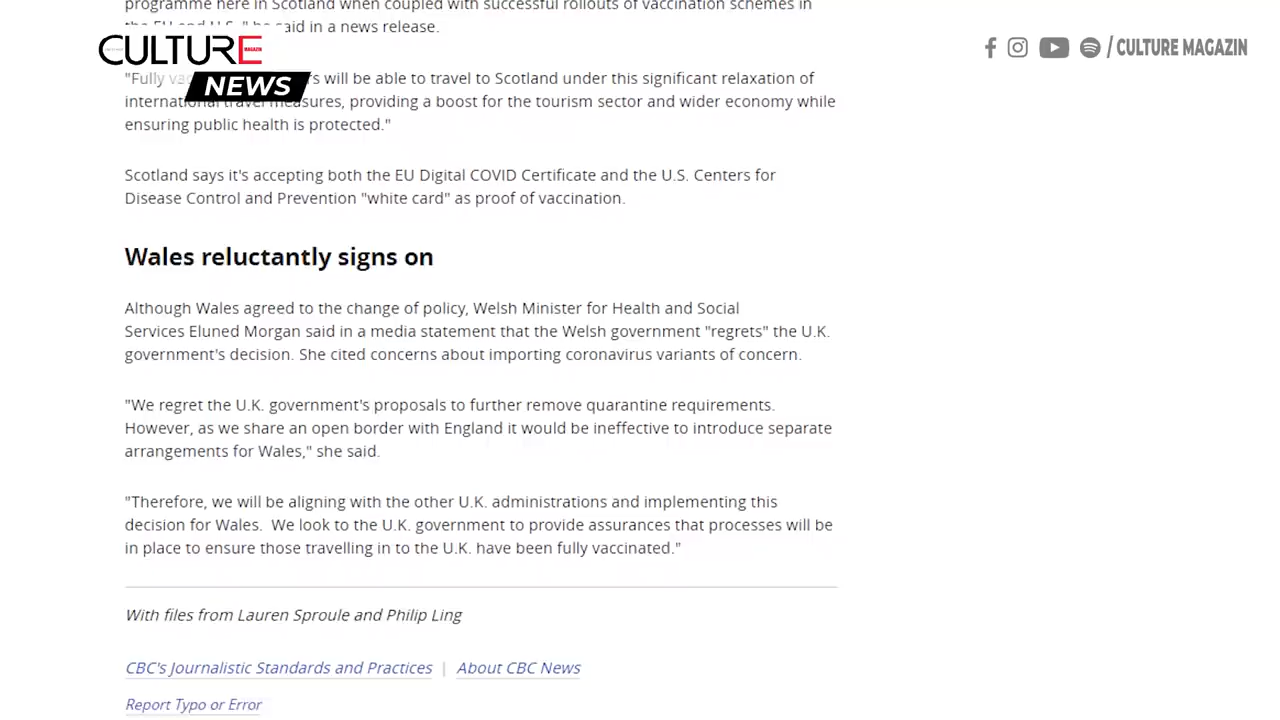 programme here in Scotland when coupled with successful rollouts of vaccination schemes in
the EU and U.S.," he said in a news release.
CULTURE
MAGAZIN
NEWS
/ CULTURE MAGAZIN
"Fully will be able to travel to Scotland under this significant relaxation of
international travel measures, providing a boost for the tourism sector and wider economy while
ensuring public health is protected."
Scotland says it's accepting both the EU Digital COVID Certificate and the U.S. Centers for
Disease Control and Prevention "white card" as proof of vaccination.
Wales reluctantly signs on
Although Wales agreed to the change of policy, Welsh Minister for Health and Social
Services Eluned Morgan said in a media statement that the Welsh government "regrets" the U.K.
government's decision. She cited concerns about importing coronavirus variants of concern.
"We regret the U.K. government's proposals to further remove quarantine requirements.
However, as we share an open border with England it would be ineffective to introduce separate
arrangements for Wales," she said.
"Therefore, we will be aligning with the other U.K. administrations and implementing this
decision for Wales.  We look to the U.K. government to provide assurances that processes will be
in place to ensure those travelling in to the U.K. have been fully vaccinated."
With files from Lauren Sproule and Philip Ling
CBC's Journalistic Standards and Practices | About CBC News
Report Typo or Error